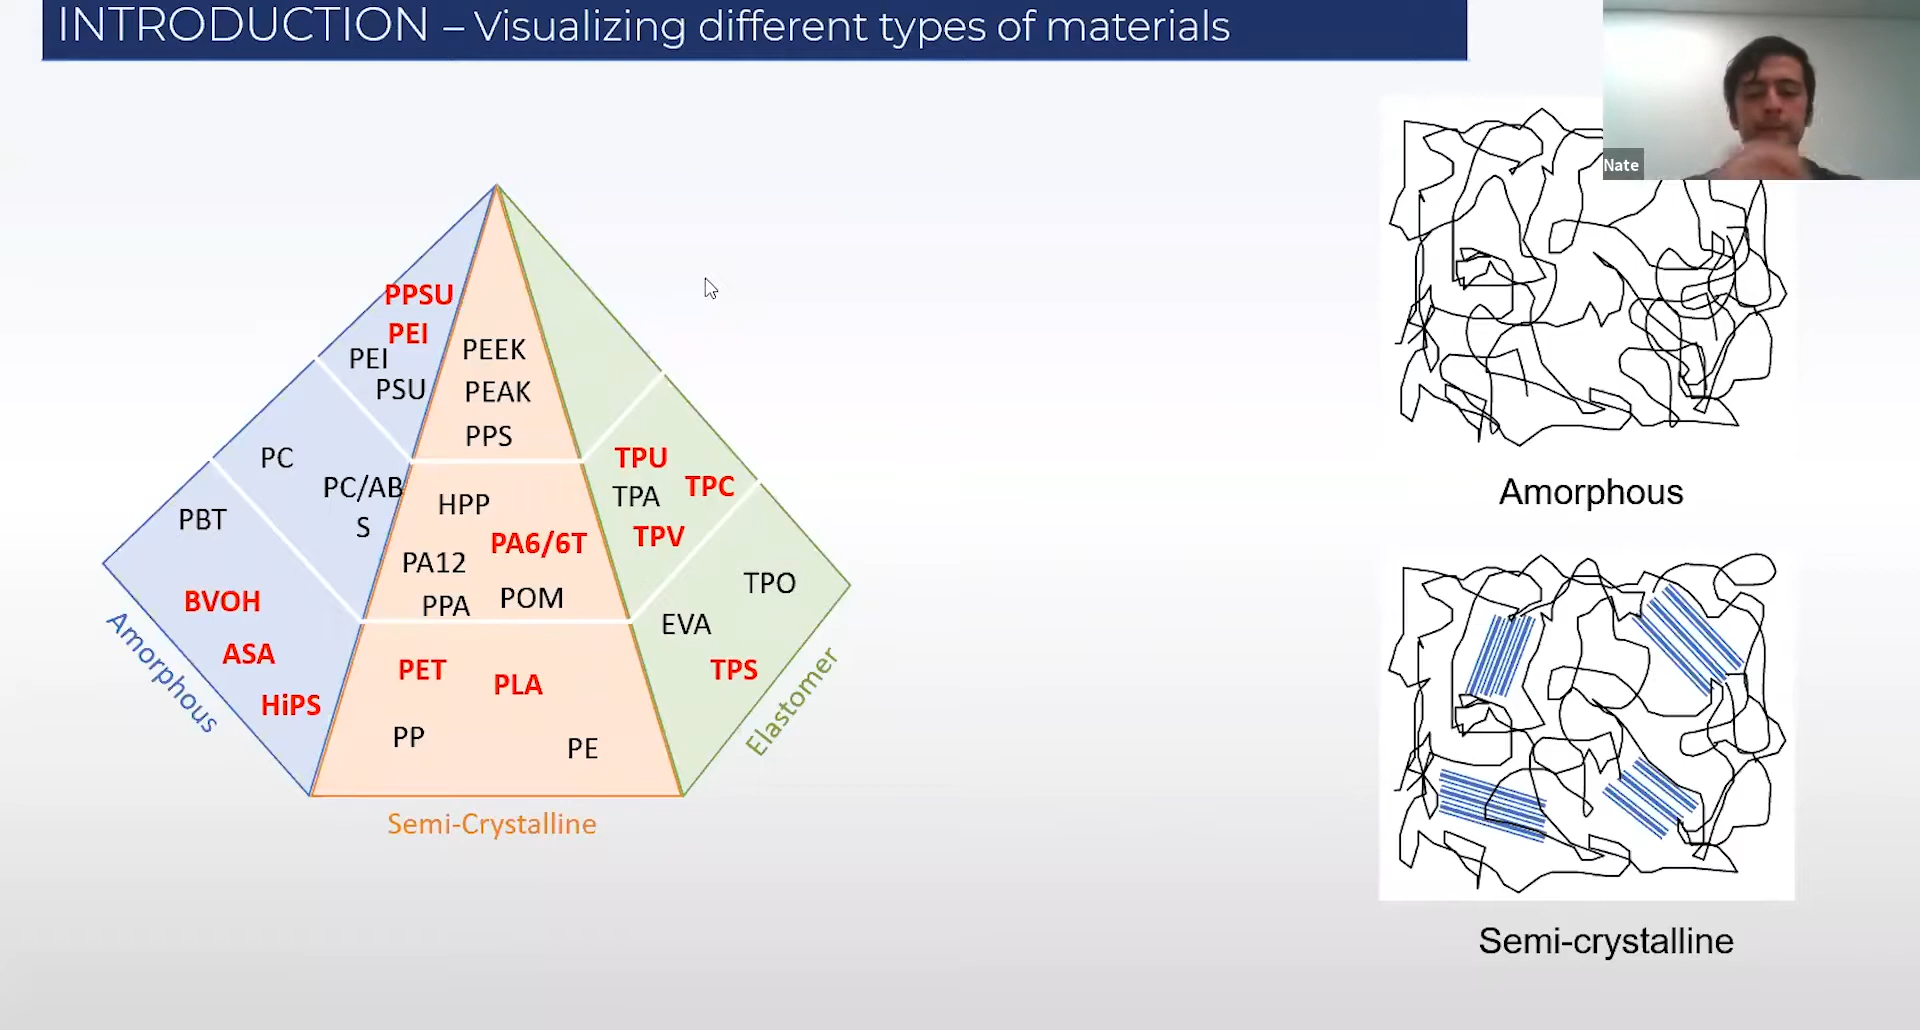 INTRODUCTION – Visualizing different types of materials
Nate
PPSU
PEI
PEI
PSU
PC
PC/AB
S
PBT
BVOH
ASA
HiPS
Amorphous
PEEK
PEAK
PPS
HPP
PA6/6T
PA12
PPA
POM
PET
PLA
PP
PE
Semi-Crystalline
TPU
TPC
TPA
TPV
TPO
EVA
TPS
Elastomer
Amorphous
Semi-crystalline